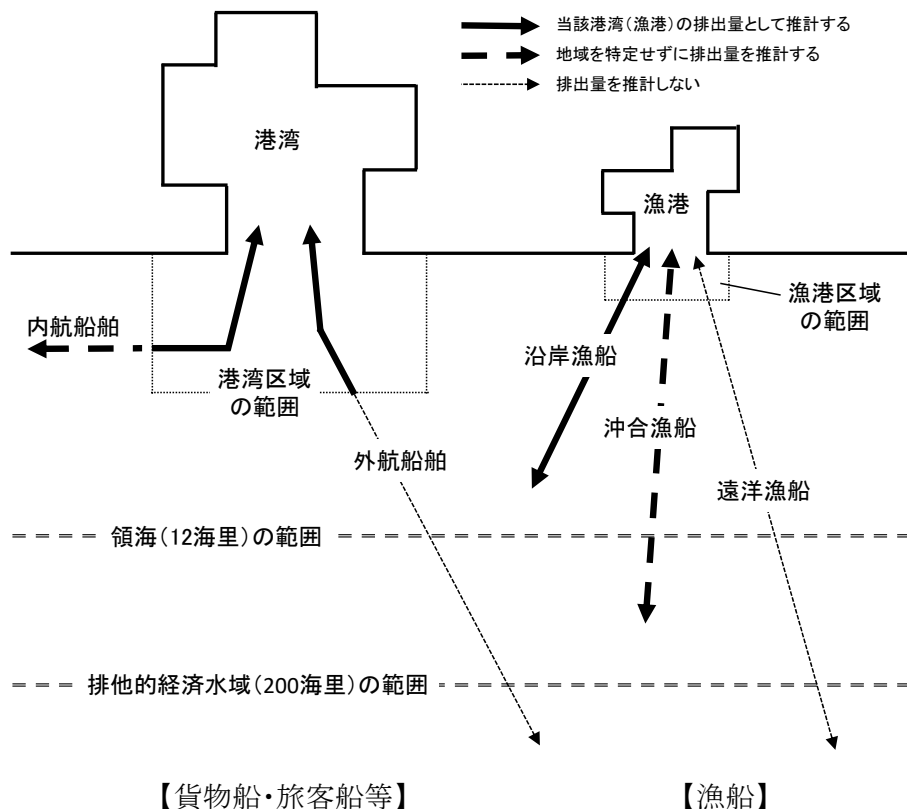 当該港湾(漁港)の排出量として推計する
地域を特定せずに排出量を推計する
排出量を推計しない
港湾
漁港
漁港区域
の範囲
内航船舶
港湾区域
の範囲
沿岸漁船
沖合漁船
外航船舶
遠洋漁船
領海(12海里)の範囲
排他的経済水域(200海里)の範囲
【貨物船・旅客船等】
【漁船】